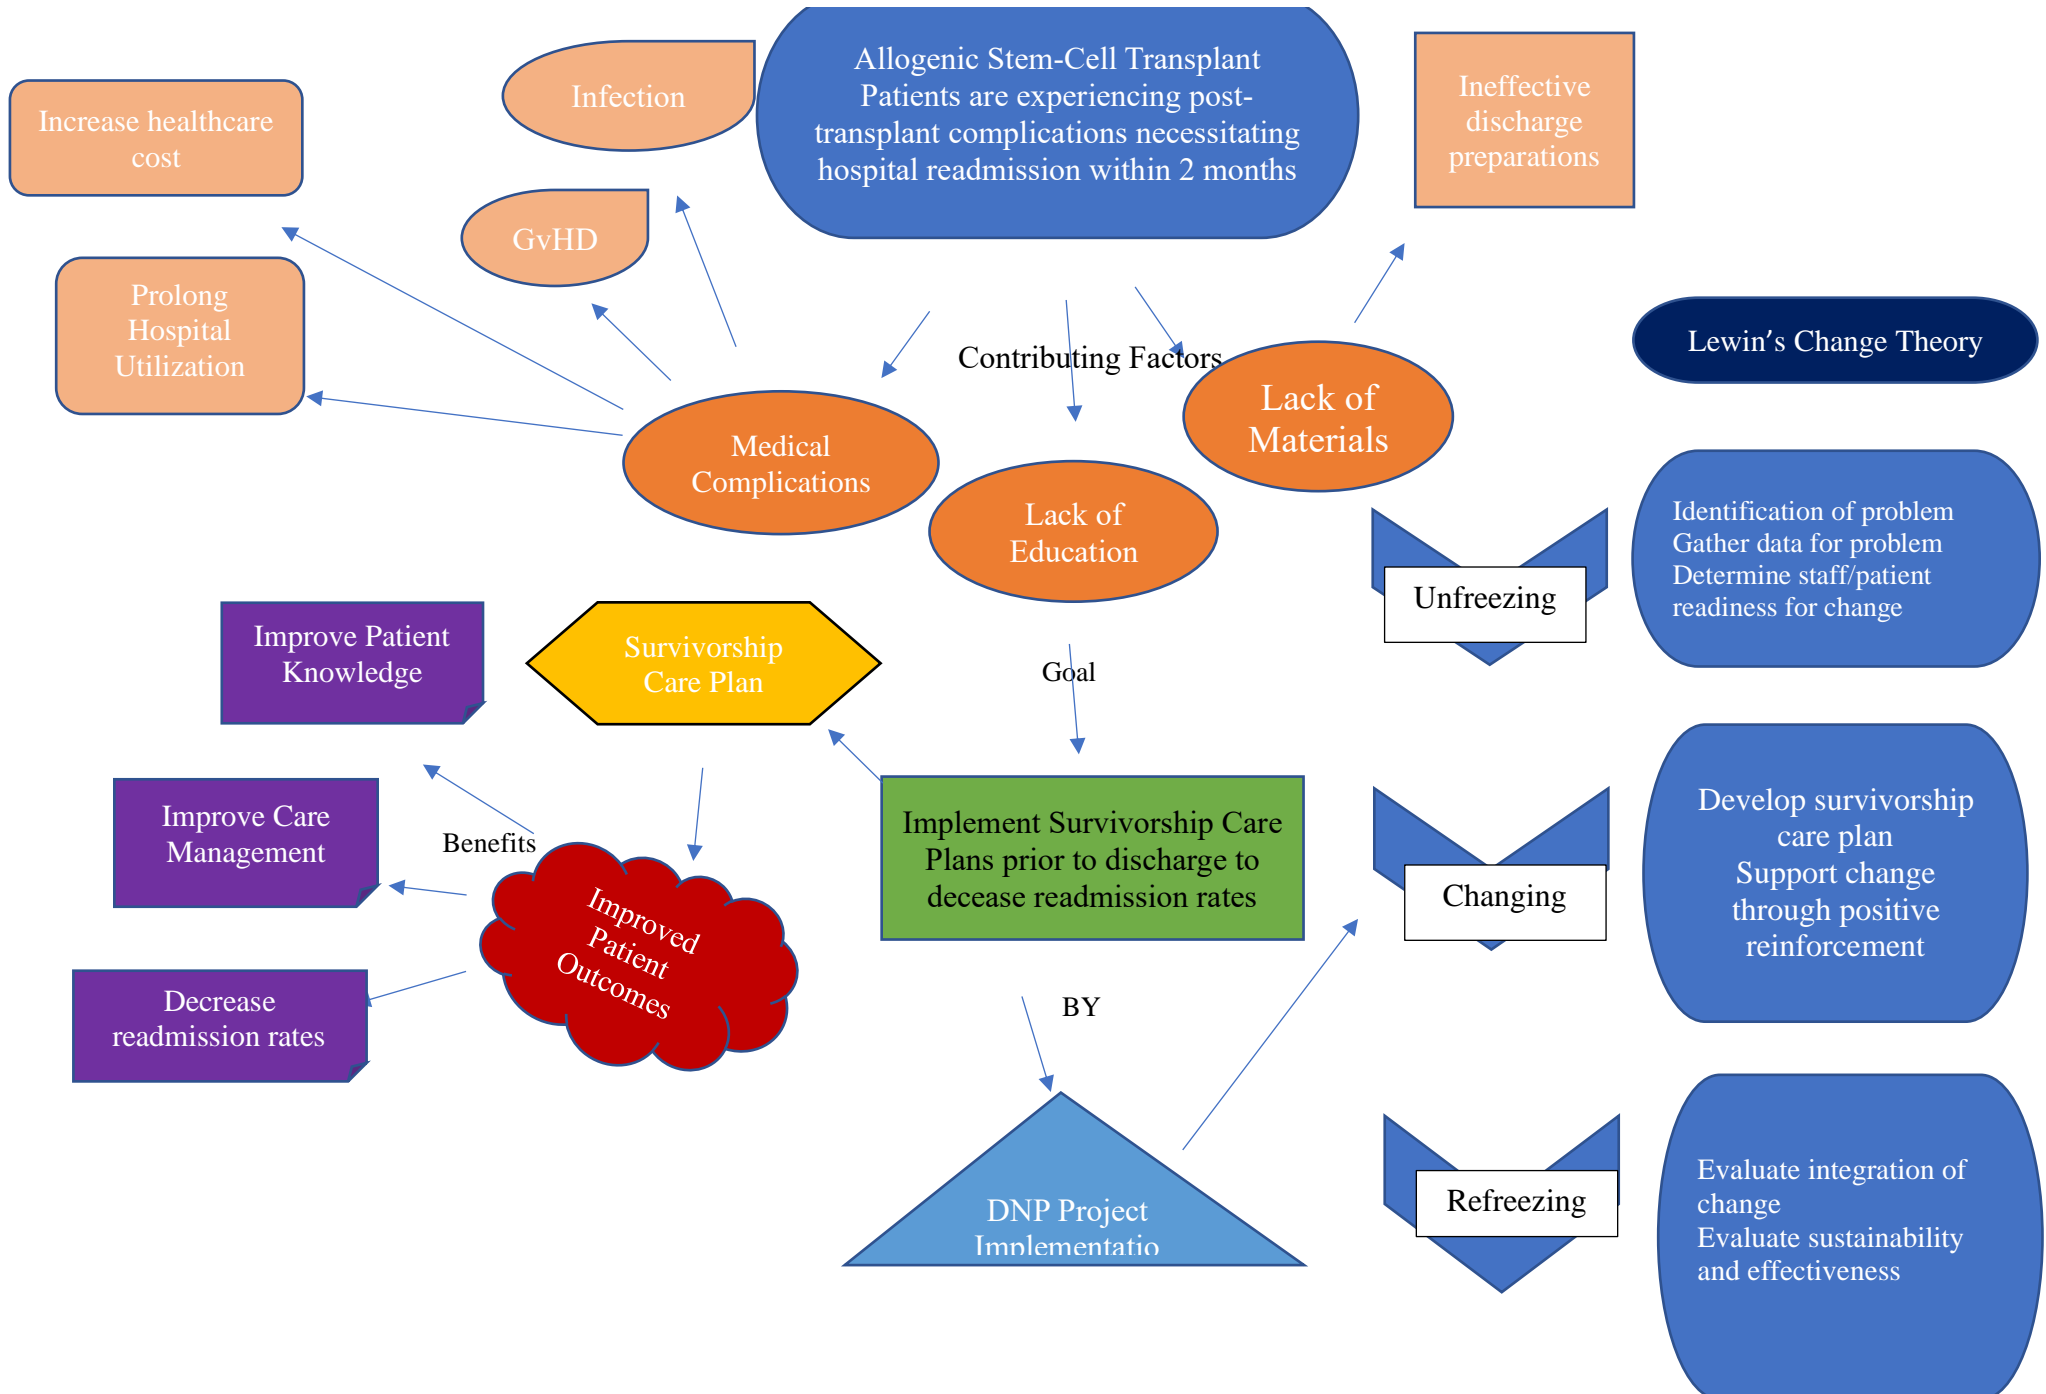 Allogenic Stem-Cell Transplant
Patients are experiencing post-
transplant complications necessitating
hospital readmission within 2 months
Infection
GvHD
Increase healthcare
cost
Prolong
Hospital
Utilization
Ineffective
discharge
preparations
Contributing Factors
Medical
Complications
Lack of
Education
Lack of
Materials
Lewin’s Change Theory
Unfreezing
Identification of problem
Gather data for problem
Determine staff/patient
readiness for change
Goal
Survivorship
Care Plan
Improve Patient
Knowledge
Improve Care
Management
Decrease
readmission rates
Benefits
Improved
Patient
Outcomes
Implement Survivorship Care
Plans prior to discharge to
decease readmission rates
Changing
Develop survivorship
care plan
Support change
through positive
reinforcement
BY
DNP Project
Implementatio
Refreezing
Evaluate integration of
change
Evaluate sustainability
and effectiveness